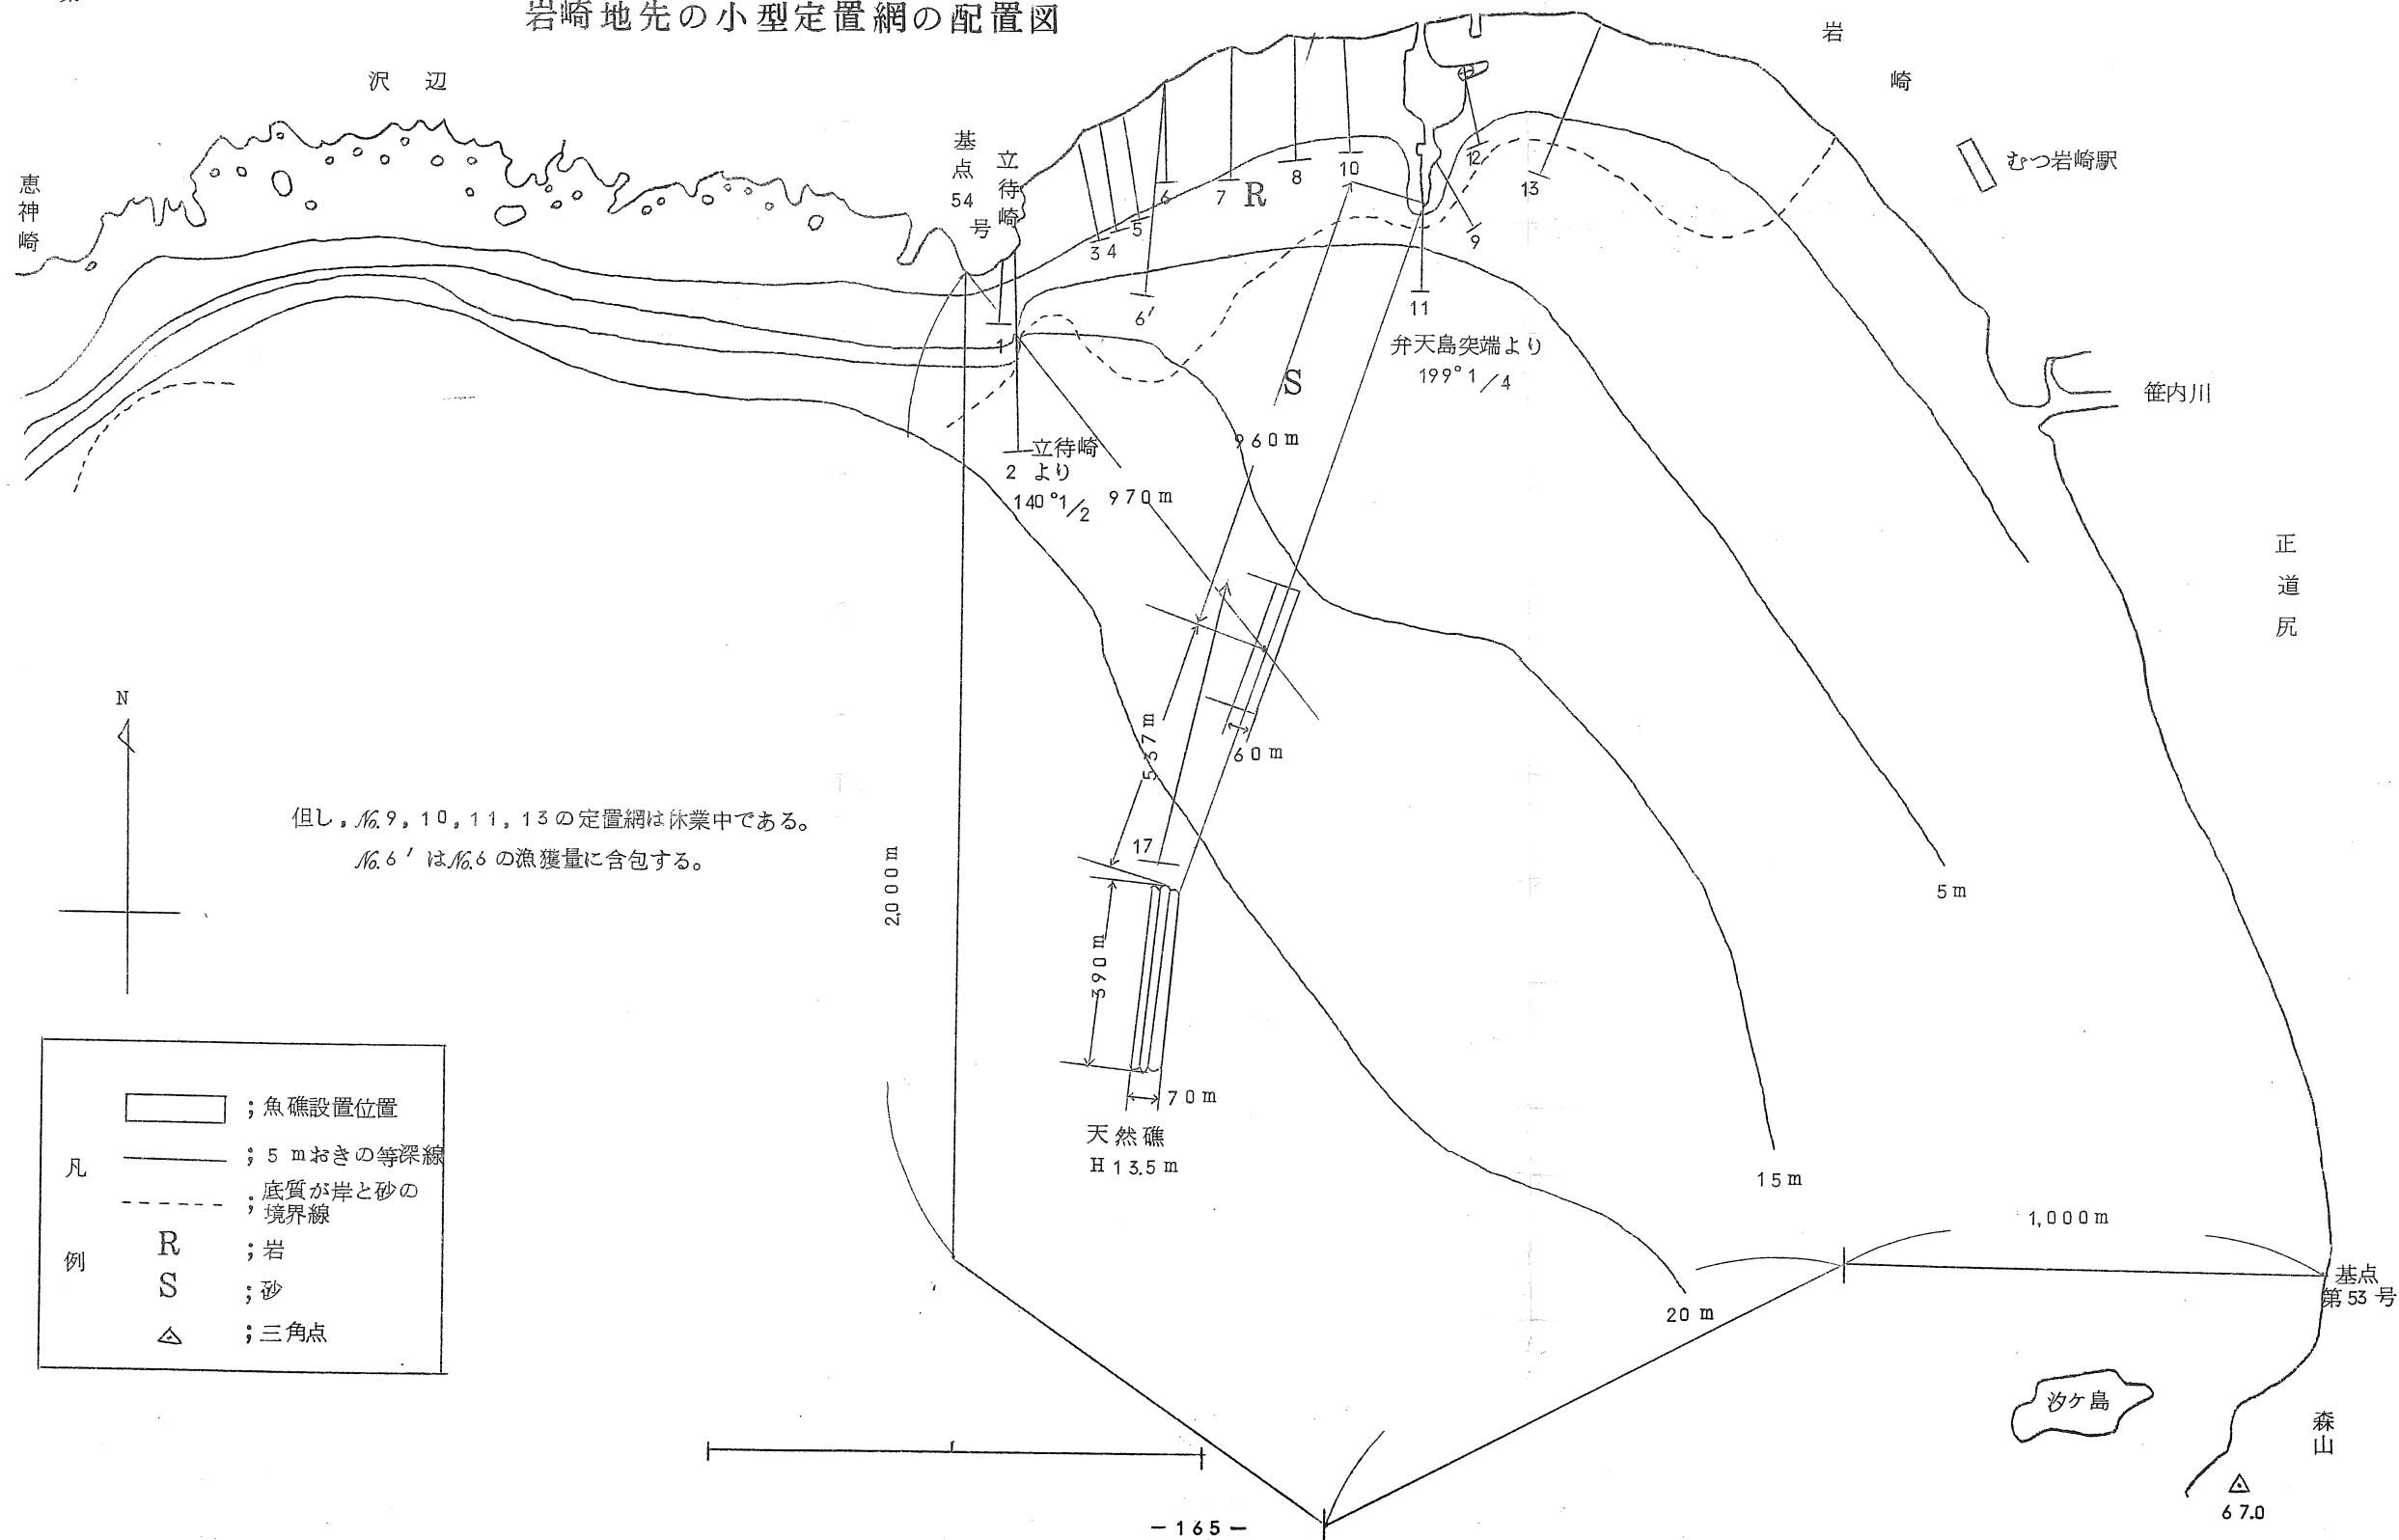 岩崎地先の小型定置網の配置図
沢 辺
岩
崎
恵神崎
基点
54
号
立待崎
むつ岩崎駅
1
2
3
4
5
6
6′
7
R
8
10
11
12
9
13
弁天島突端より
199°1/4
笹内川
S
960m
立待崎
より
140°1/2
970m
正
道
尻
N
537m
60m
但し,№9,10,11,13の定置網は休業中である。
№6′は№6の漁獲量に含包する。
17
2,000m
390m
5m
70m
天然礁
H13.5m
15m
1,000m
20m
基点
第53号
凡
例
;魚礁設置位置
;5mおきの等深線
;底質が岸と砂の
境界線
R ;岩
S ;砂
;三角点
汐ケ島
森
山
67.0
−165−